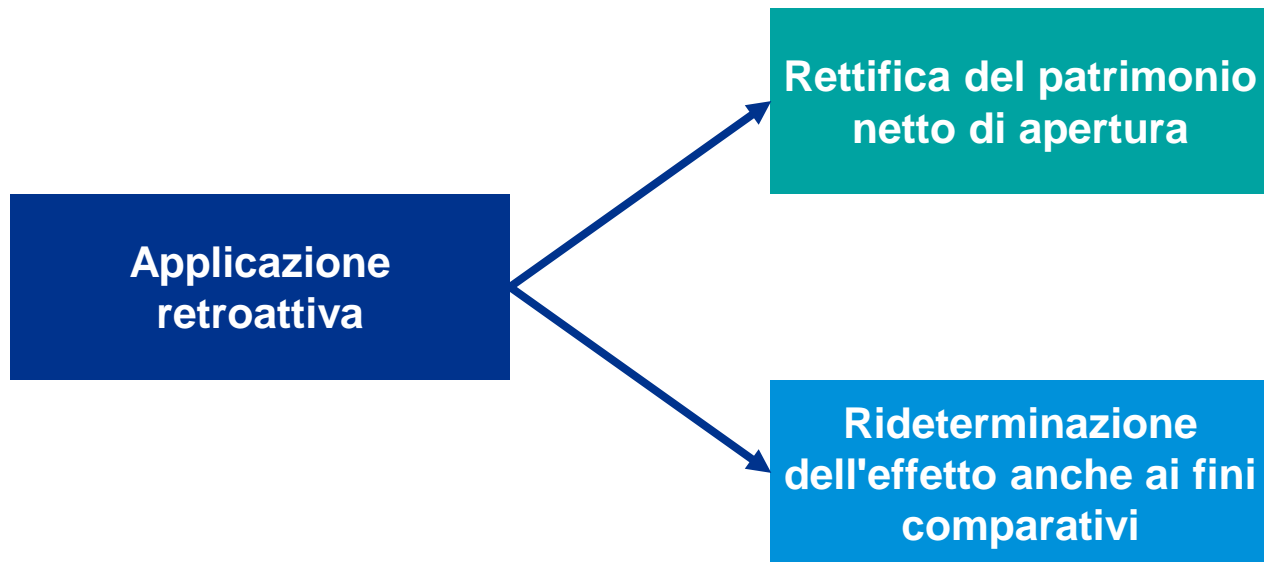 Rettifica del patrimonio
netto di apertura
Applicazione
retroattiva
Rideterminazione
dell'effetto anche ai fini
comparativi